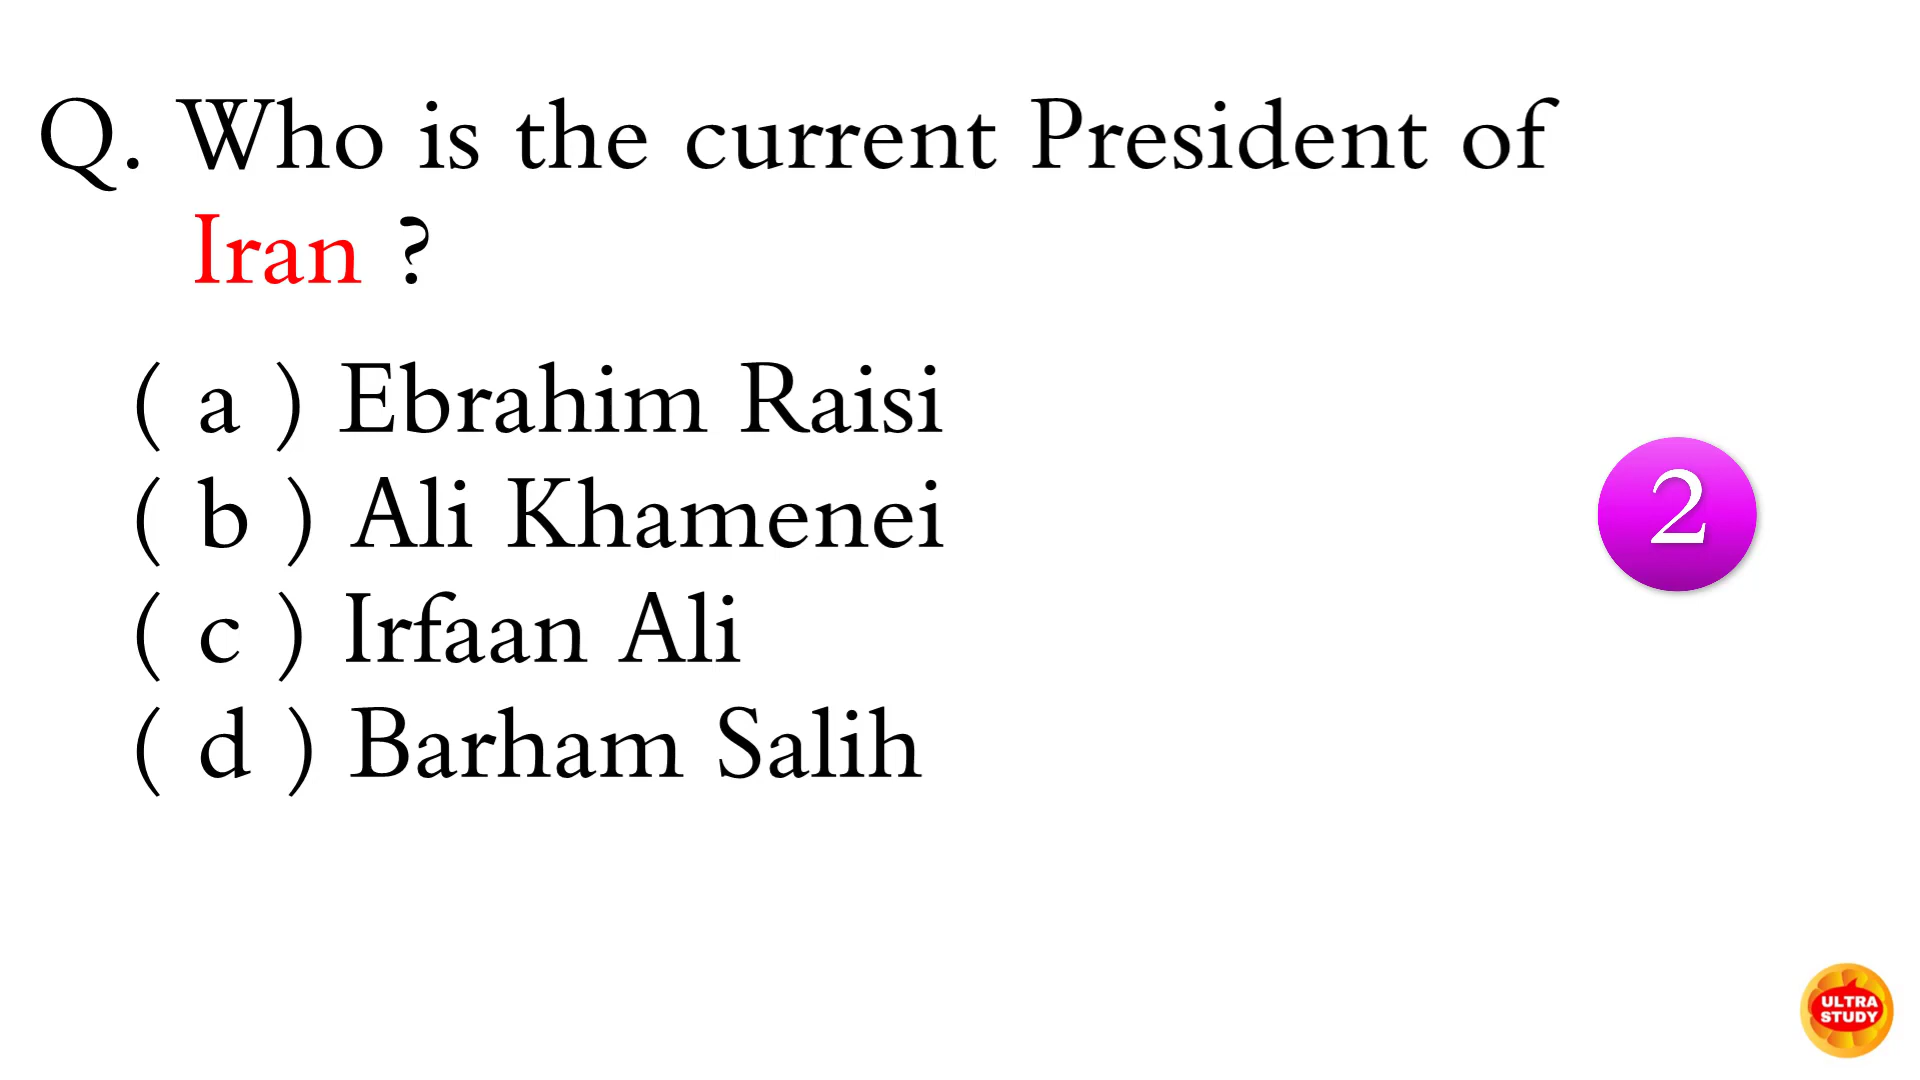 Q. Who is the current President of
Iran ?
( a ) Ebrahim Raisi
( b ) Ali Khamenei
( c ) Irfaan Ali
( d ) Barham Salih
2
ULTRA
STUDY